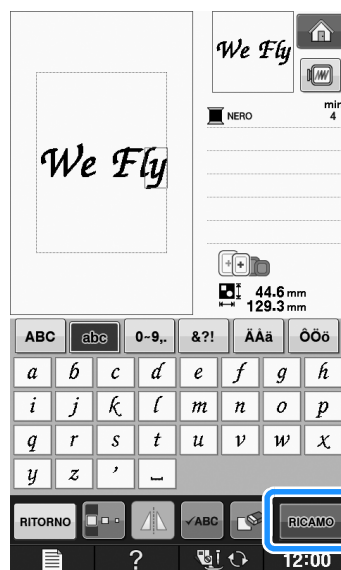 We Fly
We Fly
NERO
min
4
44.6 mm
129.3 mm
ABC abc 0~9,. &?! ÄÅä ÔÖö
a b c d e f g h
i j k l m n o p
q r s t u v w x
y z ’ ⎵
RITORNO ✓ABC RICAMO
? 12:00